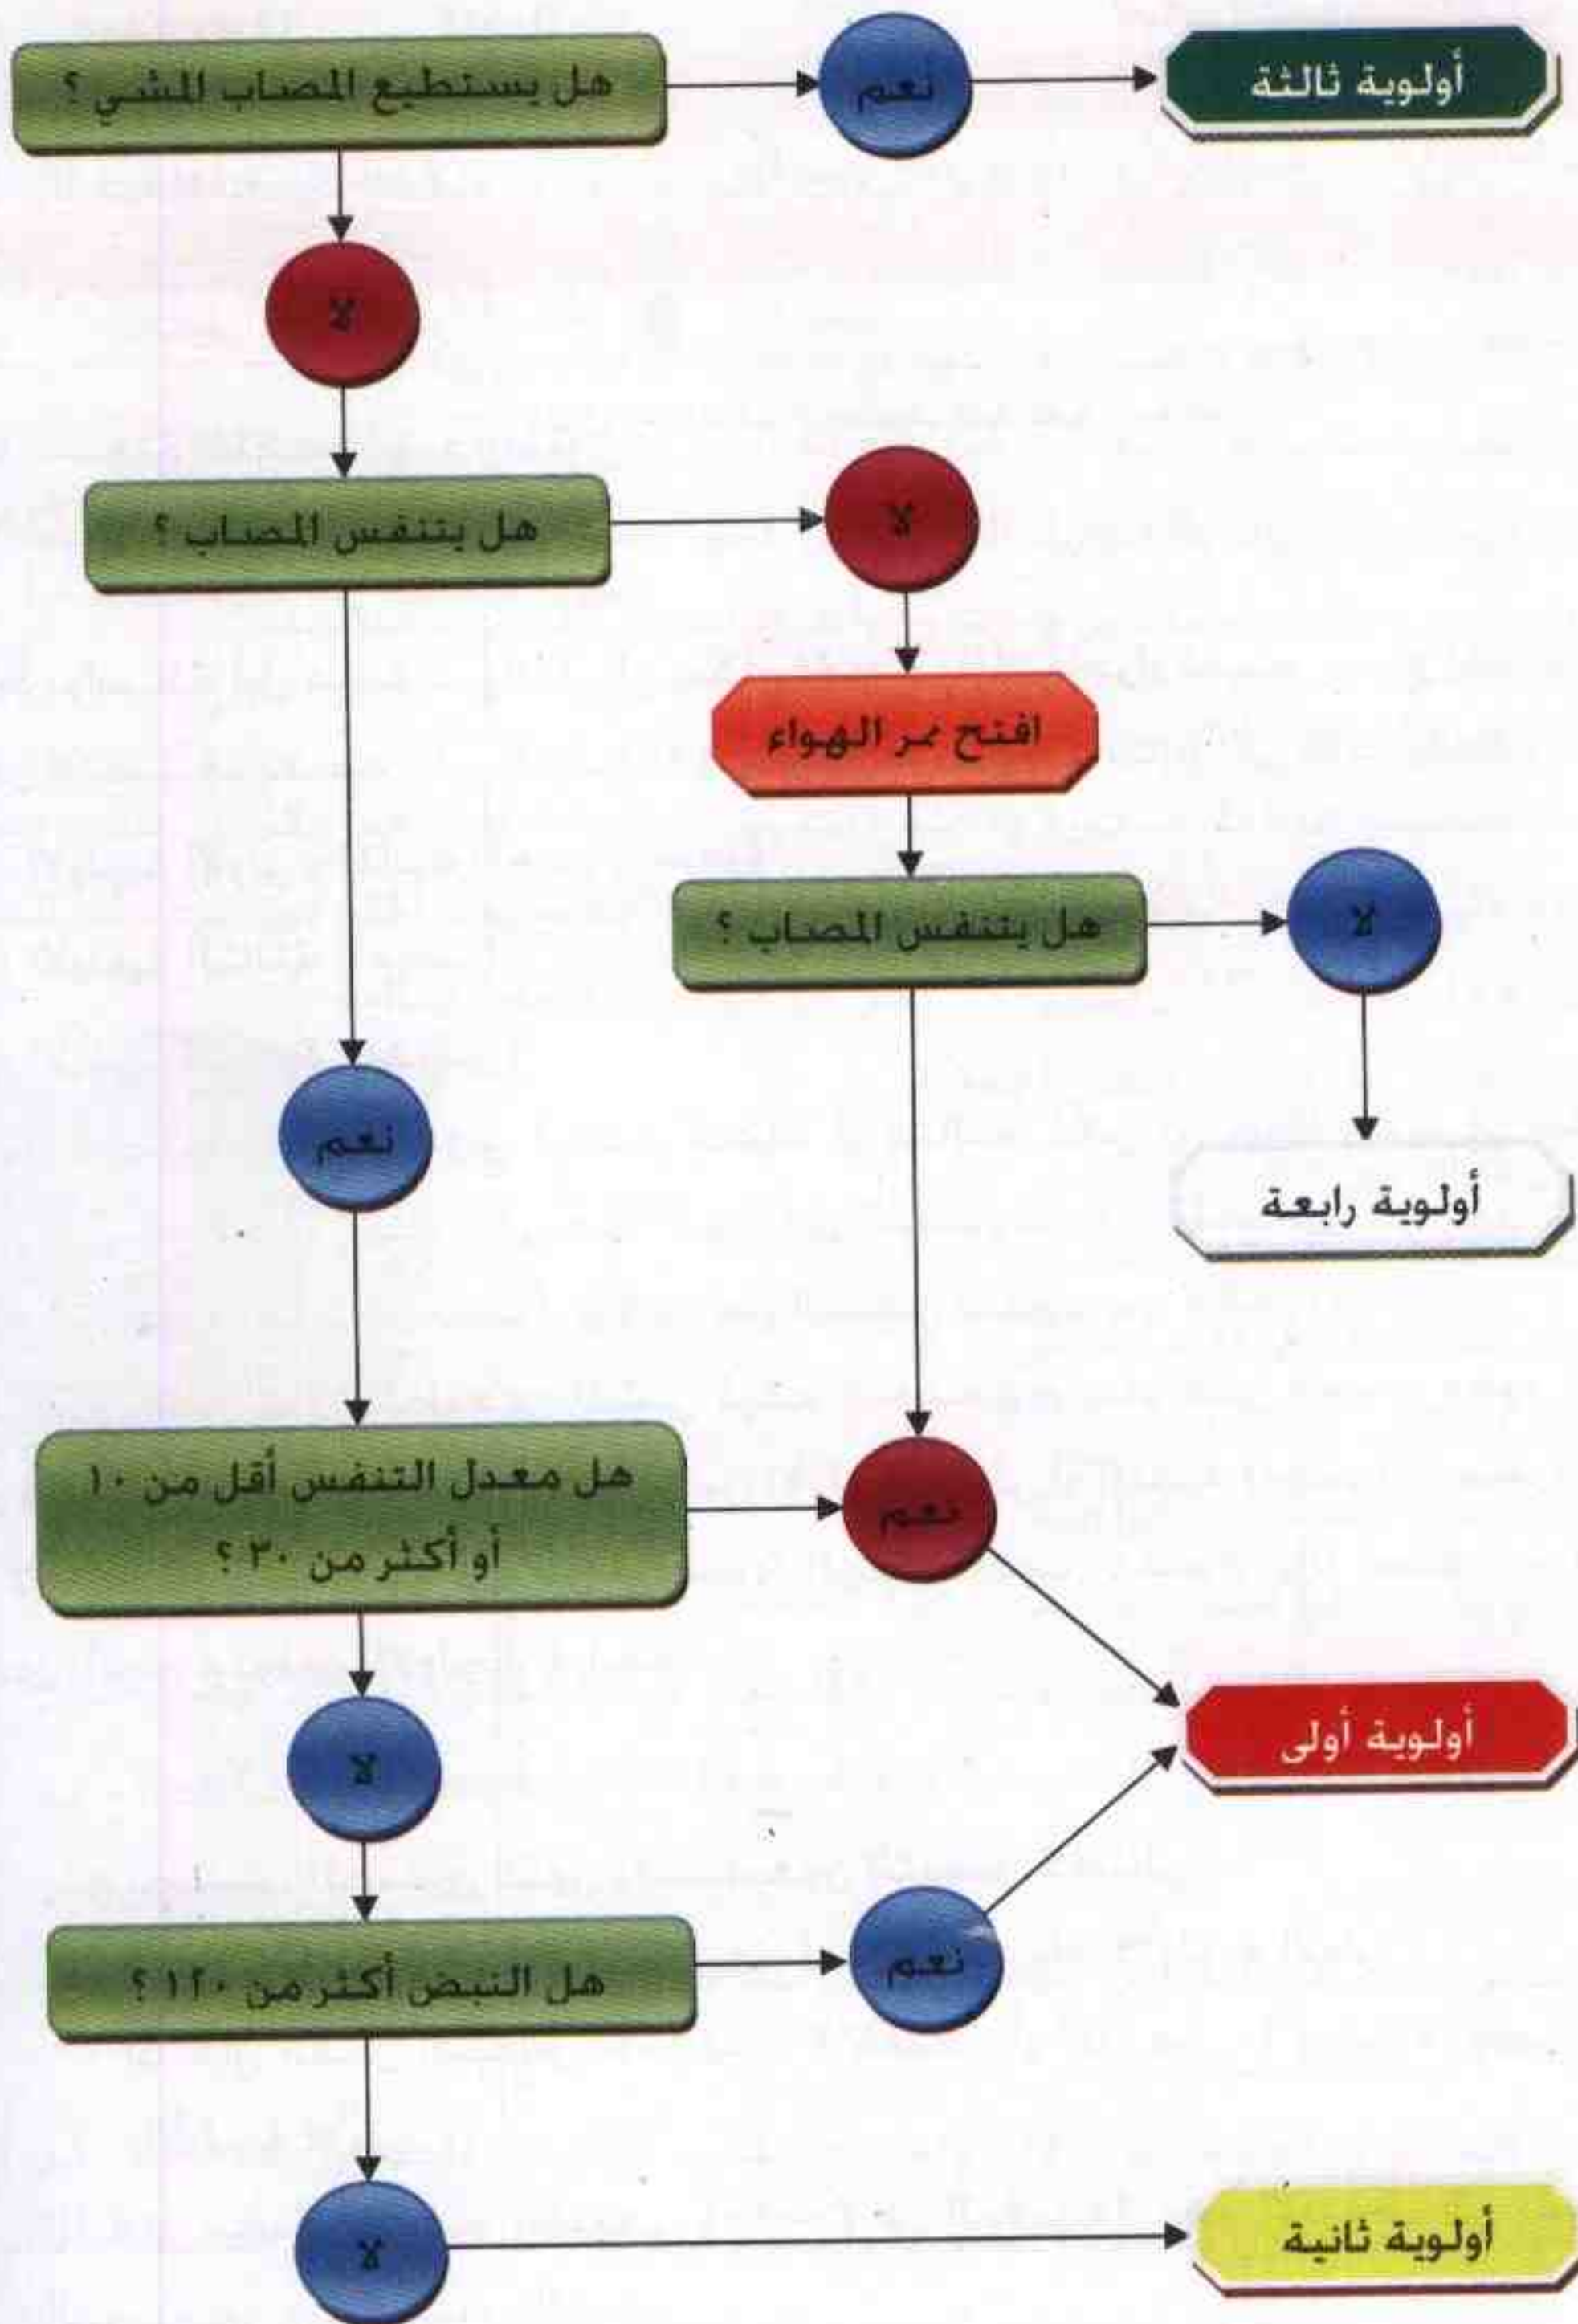 هل يستطيع المصاب المشي ؟
نعم
أولوية ثالثة
لا
هل يتنفس المصاب ؟
لا
افتح ممر الهواء
هل يتنفس المصاب ؟
لا
نعم
أولوية رابعة
هل معدل التنفس أقل من ١٠
أو أكثر من ٣٠ ؟
نعم
أولوية أولى
لا
هل النبض أكثر من ١٢٠ ؟
نعم
لا
أولوية ثانية